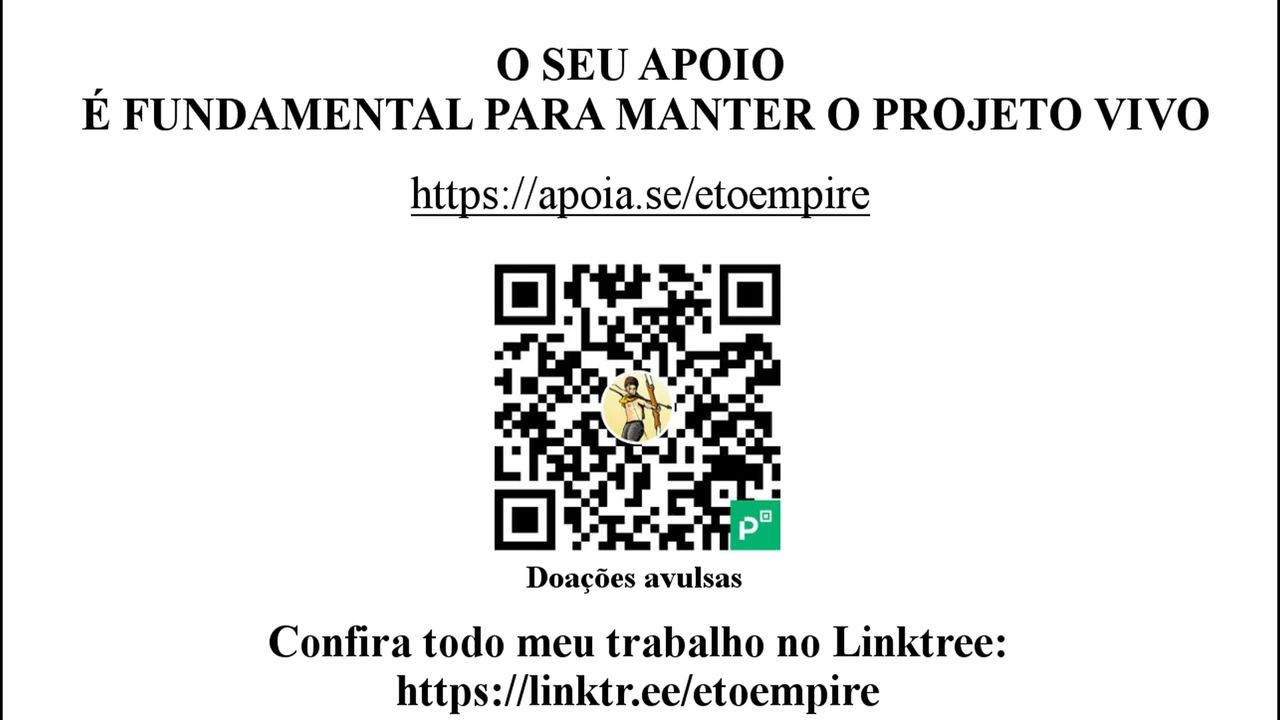 O SEU APOIO
É FUNDAMENTAL PARA MANTER O PROJETO VIVO
https://apoia.se/etoempire
P
Doações avulsas
Confira todo meu trabalho no Linktree:
https://linktr.ee/etoempire